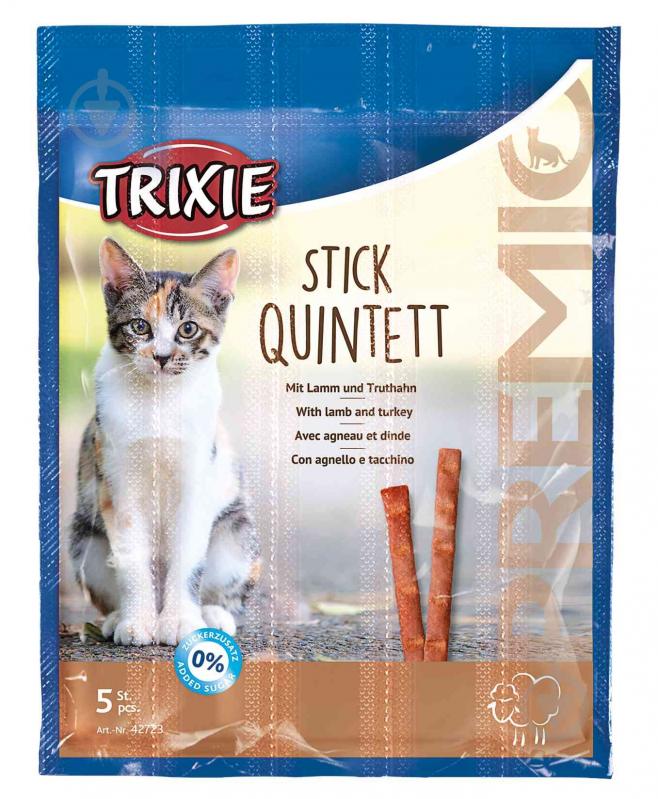 TRIXIE
PREMIO
STICK
QUINTETT
Mit Lamm und Truthahn
With lamb and turkey
Avec agneau et dinde
Con agnello e tacchino
ZUCKERZUSATZ
0%
ADDED SUGAR
5 St.
pcs.
Art.-Nr. 42723